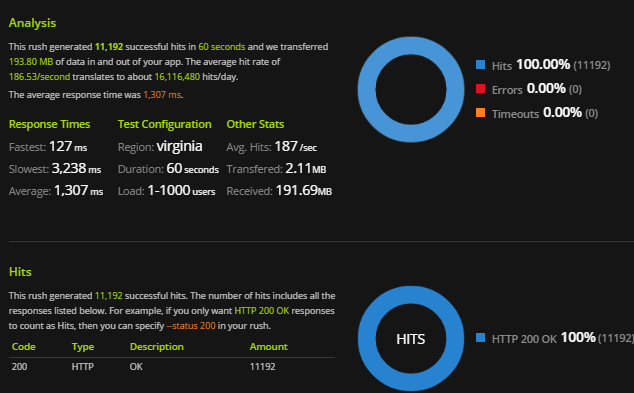 Analysis
This rush generated 11,192 successful hits in 60 seconds and we transferred
193.80 MB of data in and out of your app. The average hit rate of
186.53/second translates to about 16,116,480 hits/day.
The average response time was 1,307 ms.
Hits 100.00% (11192)
Errors 0.00% (0)
Timeouts 0.00% (0)
Response Times Test Configuration Other Stats
Fastest: 127 ms Region: virginia Avg. Hits: 187 /sec
Slowest: 3,238 ms Duration: 60 seconds Transfered: 2.11MB
Average: 1,307 ms Load: 1-1000 users Received: 191.69MB
Hits
This rush generated 11,192 successful hits. The number of hits includes all the
responses listed below. For example, if you only want HTTP 200 OK responses
to count as Hits, then you can specify --status 200 in your rush.
Code Type Description Amount
200 HTTP OK 11192
HITS
HTTP 200 OK 100% (11192)